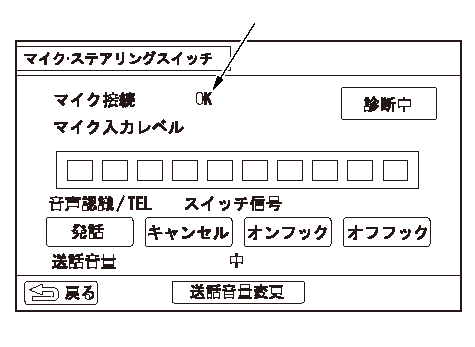 マイク·ステアリングスイッチ
マイク接続 OK 診断中
マイク入力レベル
音声認識/TEL スイッチ信号
発話 キャンセル オンフック オフフック
送話音量 中
戻る 送話音量変更